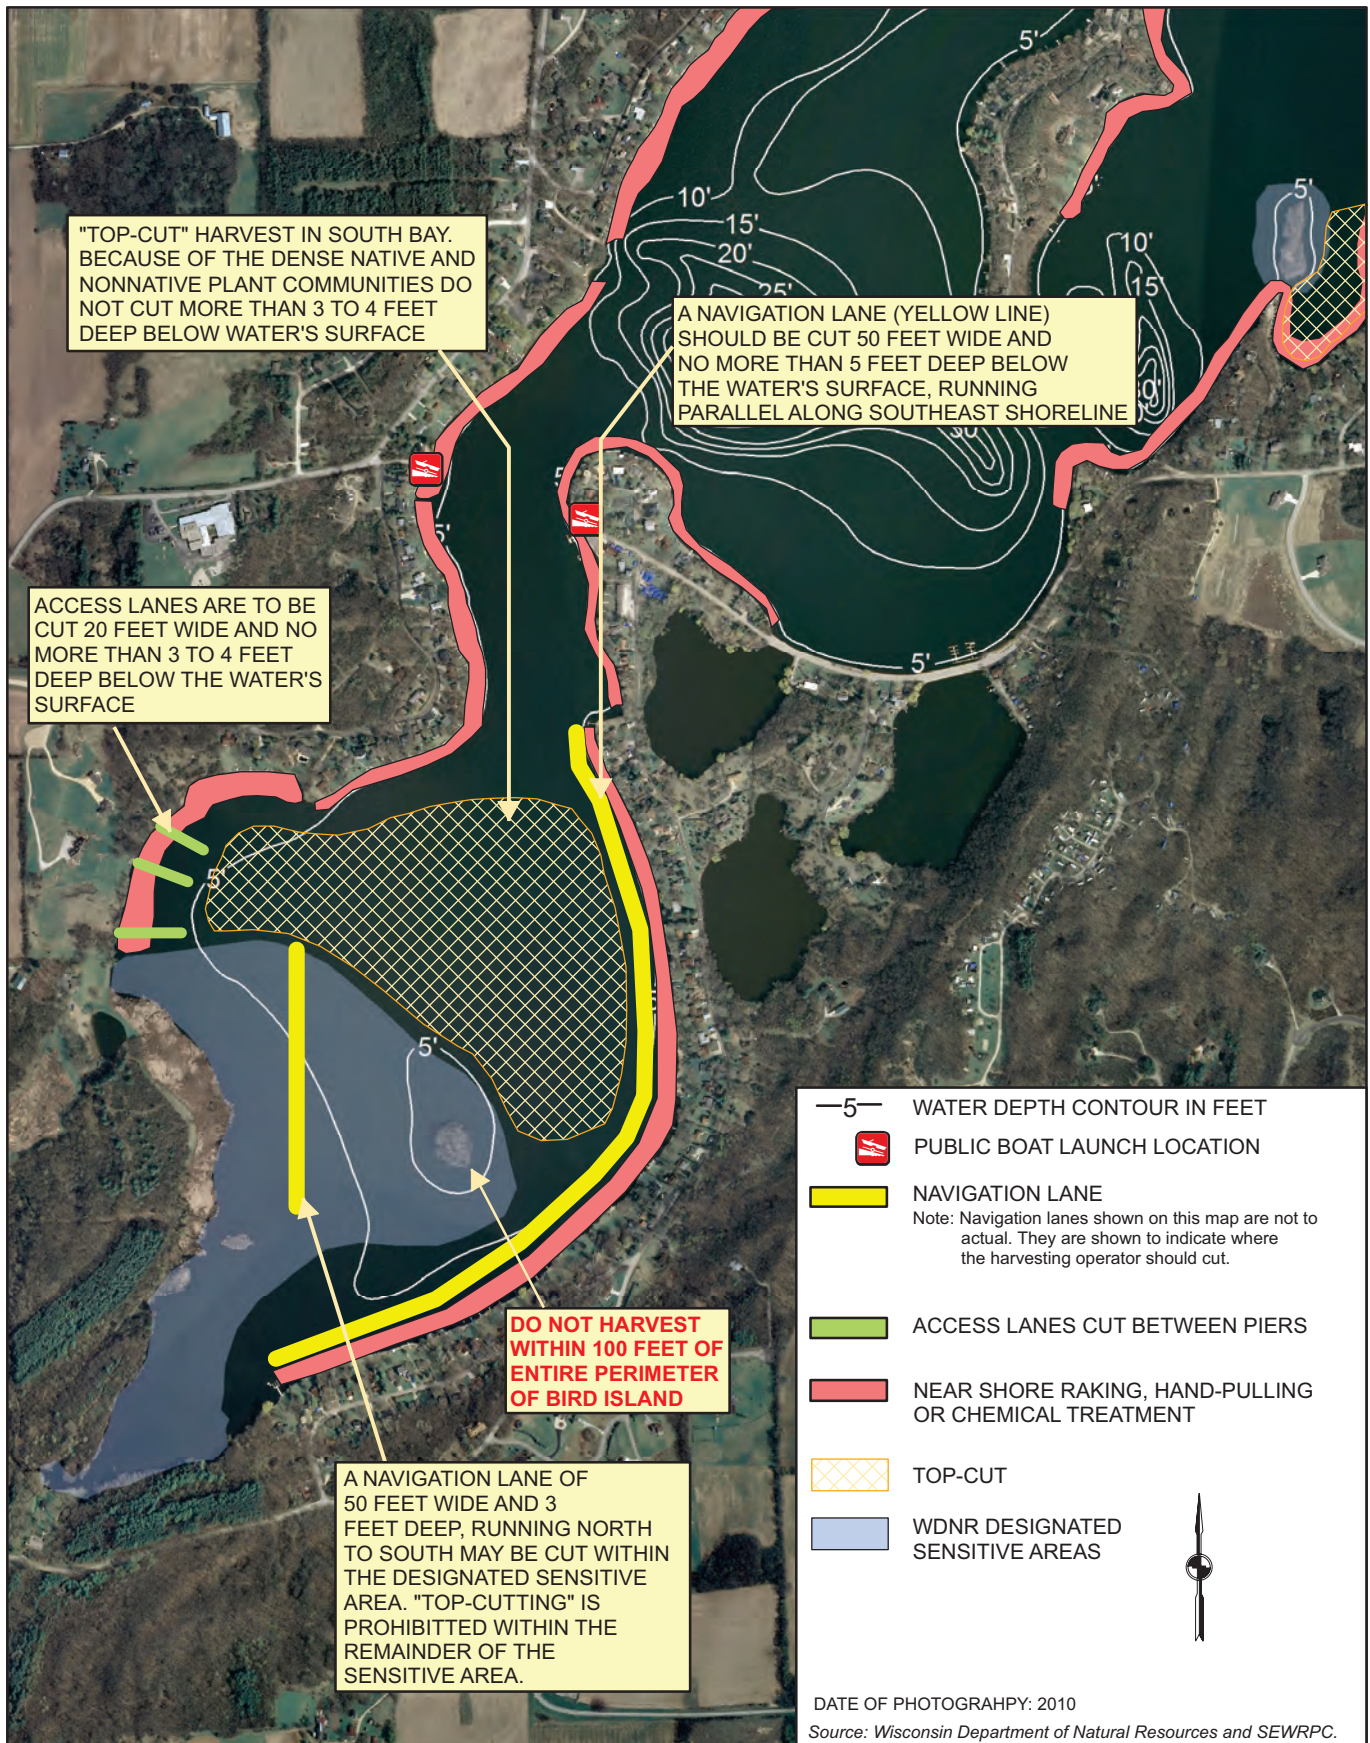 5'
10'
15'
20'
25'
5'
10'
15'
"TOP-CUT" HARVEST IN SOUTH BAY.
BECAUSE OF THE DENSE NATIVE AND
NONNATIVE PLANT COMMUNITIES DO
NOT CUT MORE THAN 3 TO 4 FEET
DEEP BELOW WATER'S SURFACE
A NAVIGATION LANE (YELLOW LINE)
SHOULD BE CUT 50 FEET WIDE AND
NO MORE THAN 5 FEET DEEP BELOW
THE WATER'S SURFACE, RUNNING
PARALLEL ALONG SOUTHEAST SHORELINE
30'
5'
5'
ACCESS LANES ARE TO BE
CUT 20 FEET WIDE AND NO
MORE THAN 3 TO 4 FEET
DEEP BELOW THE WATER'S
SURFACE
5'
5'
DO NOT HARVEST
WITHIN 100 FEET OF
ENTIRE PERIMETER
OF BIRD ISLAND
A NAVIGATION LANE OF
50 FEET WIDE AND 3
FEET DEEP, RUNNING NORTH
TO SOUTH MAY BE CUT WITHIN
THE DESIGNATED SENSITIVE
AREA. "TOP-CUTTING" IS
PROHIBITTED WITHIN THE
REMAINDER OF THE
SENSITIVE AREA.
5 WATER DEPTH CONTOUR IN FEET
PUBLIC BOAT LAUNCH LOCATION
NAVIGATION LANE
Note: Navigation lanes shown on this map are not to
actual. They are shown to indicate where
the harvesting operator should cut.
ACCESS LANES CUT BETWEEN PIERS
NEAR SHORE RAKING, HAND-PULLING
OR CHEMICAL TREATMENT
TOP-CUT
WDNR DESIGNATED
SENSITIVE AREAS
DATE OF PHOTOGRAHPY: 2010
Source: Wisconsin Department of Natural Resources and SEWRPC.